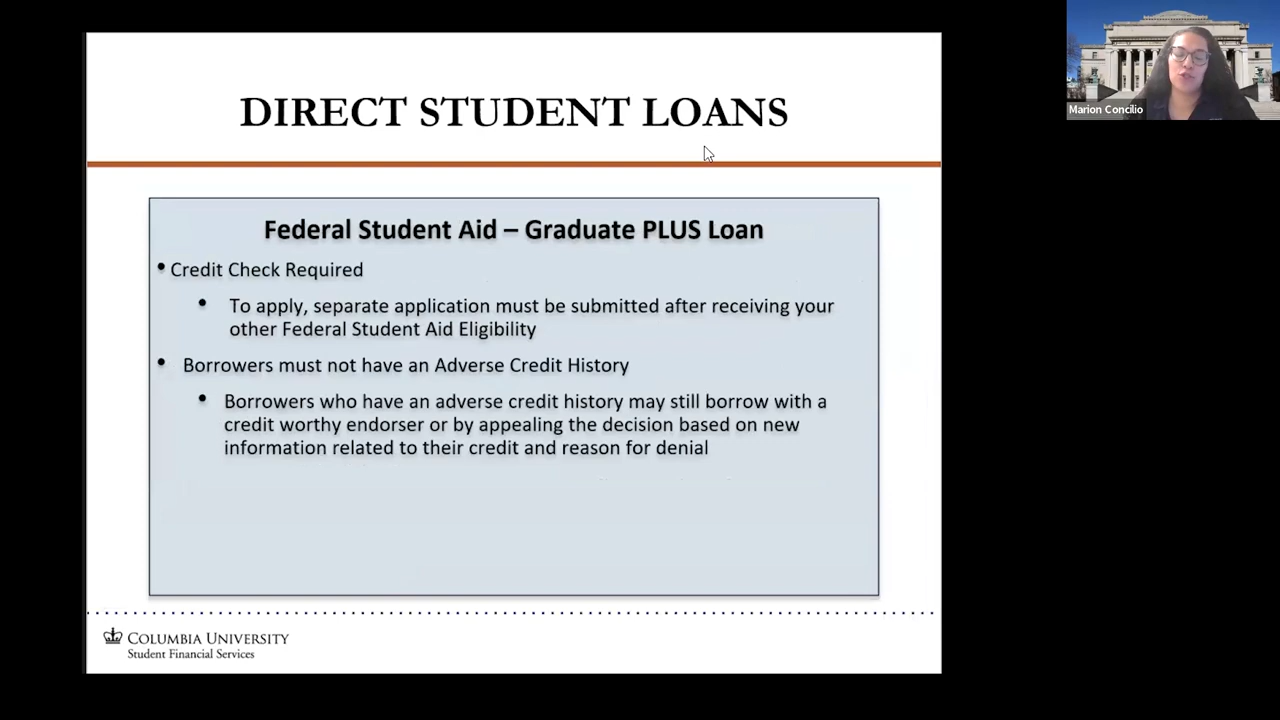 DIRECT STUDENT LOANS
Federal Student Aid – Graduate PLUS Loan
• Credit Check Required
• To apply, separate application must be submitted after receiving your
other Federal Student Aid Eligibility
• Borrowers must not have an Adverse Credit History
• Borrowers who have an adverse credit history may still borrow with a
credit worthy endorser or by appealing the decision based on new
information related to their credit and reason for denial
COLUMBIA UNIVERSITY
Student Financial Services
Marion Concilio